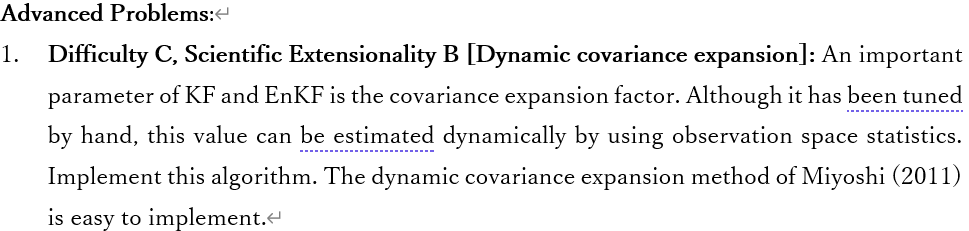 Advanced Problems:↵
1. Difficulty C, Scientific Extensionality B [Dynamic covariance expansion]: An important
parameter of KF and EnKF is the covariance expansion factor. Although it has been tuned
by hand, this value can be estimated dynamically by using observation space statistics.
Implement this algorithm. The dynamic covariance expansion method of Miyoshi (2011)
is easy to implement.↵